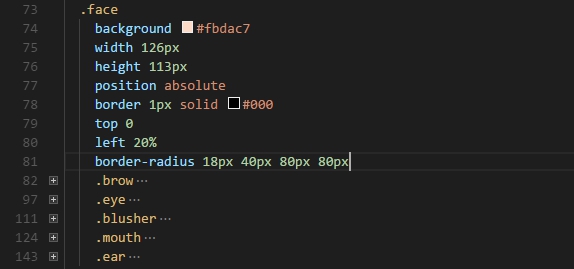 73 .face
74 background #fbdac7
75 width 126px
76 height 113px
77 position absolute
78 border 1px solid #000
79 top 0
80 left 20%
81 border-radius 18px 40px 80px 80px
82 .brow···
97 .eye···
111 .blusher···
124 .mouth···
143 .ear···